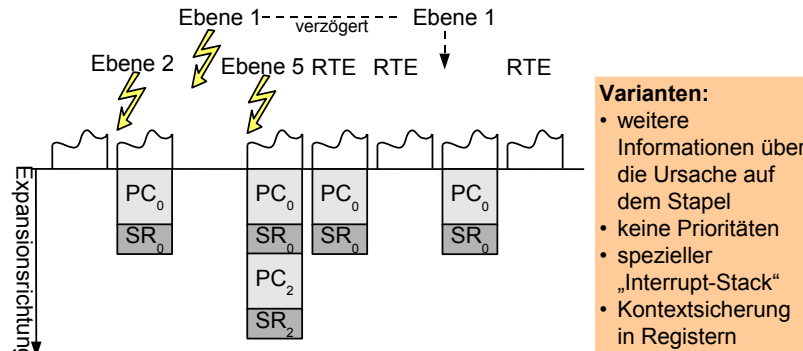 Ebene 1 verzögert Ebene 1
Ebene 2 Ebene 5 RTE RTE RTE
Expansionsrichtung
PC0 PC0 PC0 PC0
SR0 SR0 SR0 SR0
PC2
SR2
Varianten:
• weitere
Informationen über
die Ursache auf
dem Stapel
• keine Prioritäten
• spezieller
„Interrupt-Stack“
• Kontextsicherung
in Registern